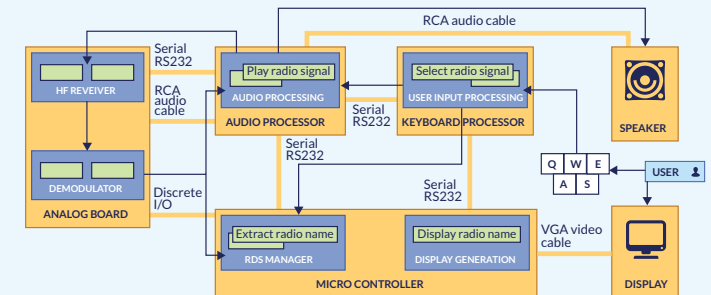 RCA audio cable
Serial
RS232
Play radio signal
Select radio signal
HF REVEIVER
RCA
audio
cable
AUDIO PROCESSING
USER INPUT PROCESSING
Serial
RS232
AUDIO PROCESSOR
KEYBOARD PROCESSOR
SPEAKER
Serial
RS232
Q W E
A S
USER
DEMODULATOR
Serial
RS232
Discrete
I/O
ANALOG BOARD
Extract radio name
Display radio name
VGA video
cable
RDS MANAGER
DISPLAY GENERATION
MICRO CONTROLLER
DISPLAY